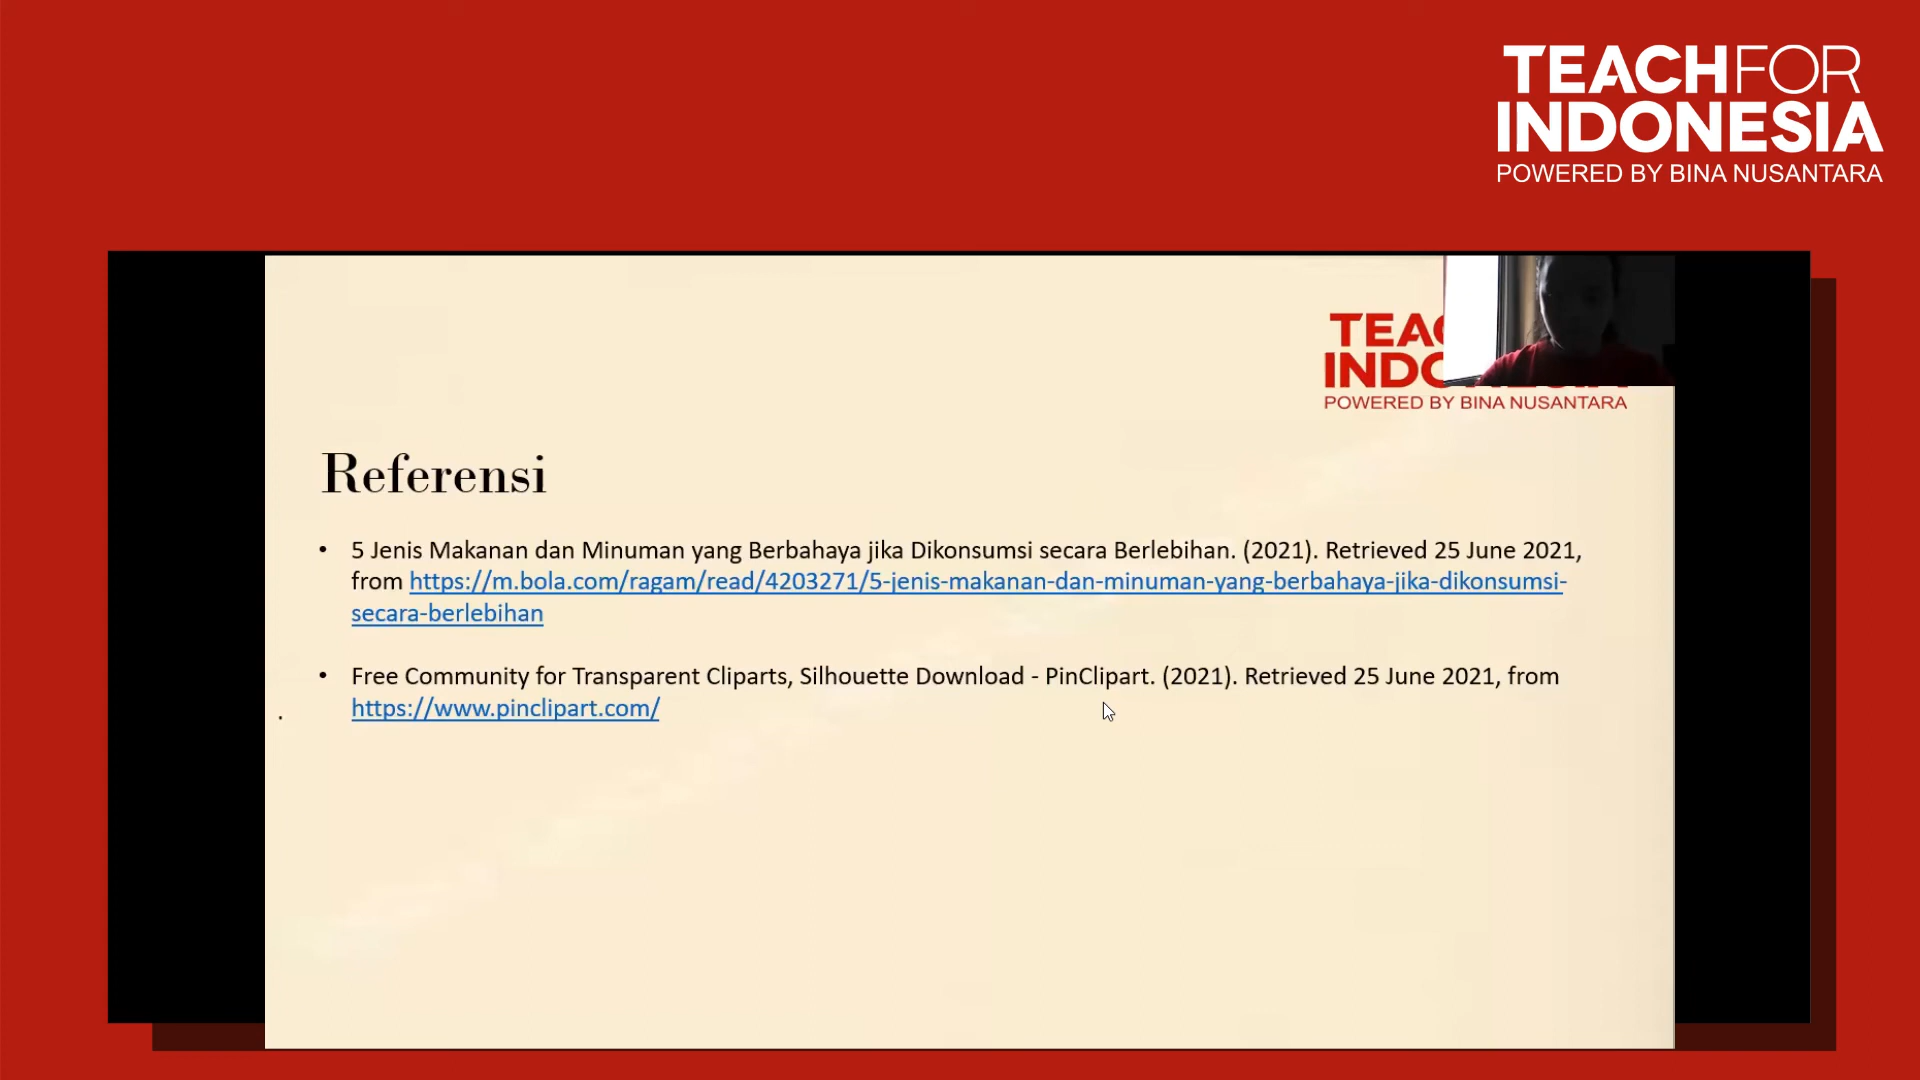 TEACHFOR
INDONESIA
POWERED BY BINA NUSANTARA
POWERED BY BINA NUSANTARA
Referensi
• 5 Jenis Makanan dan Minuman yang Berbahaya jika Dikonsumsi secara Berlebihan. (2021). Retrieved 25 June 2021,
from https://m.bola.com/ragam/read/4203271/5-jenis-makanan-dan-minuman-yang-berbahaya-jika-dikonsumsi-
secara-berlebihan
• Free Community for Transparent Cliparts, Silhouette Download - PinClipart. (2021). Retrieved 25 June 2021, from
https://www.pinclipart.com/